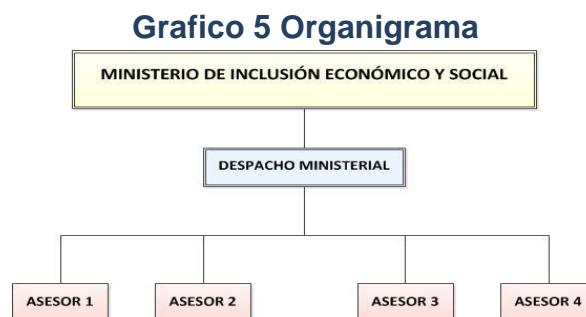 Grafico 5 Organigrama
MINISTERIO DE INCLUSIÓN ECONÓMICO Y SOCIAL
DESPACHO MINISTERIAL
ASESOR 1
ASESOR 2
ASESOR 3
ASESOR 4